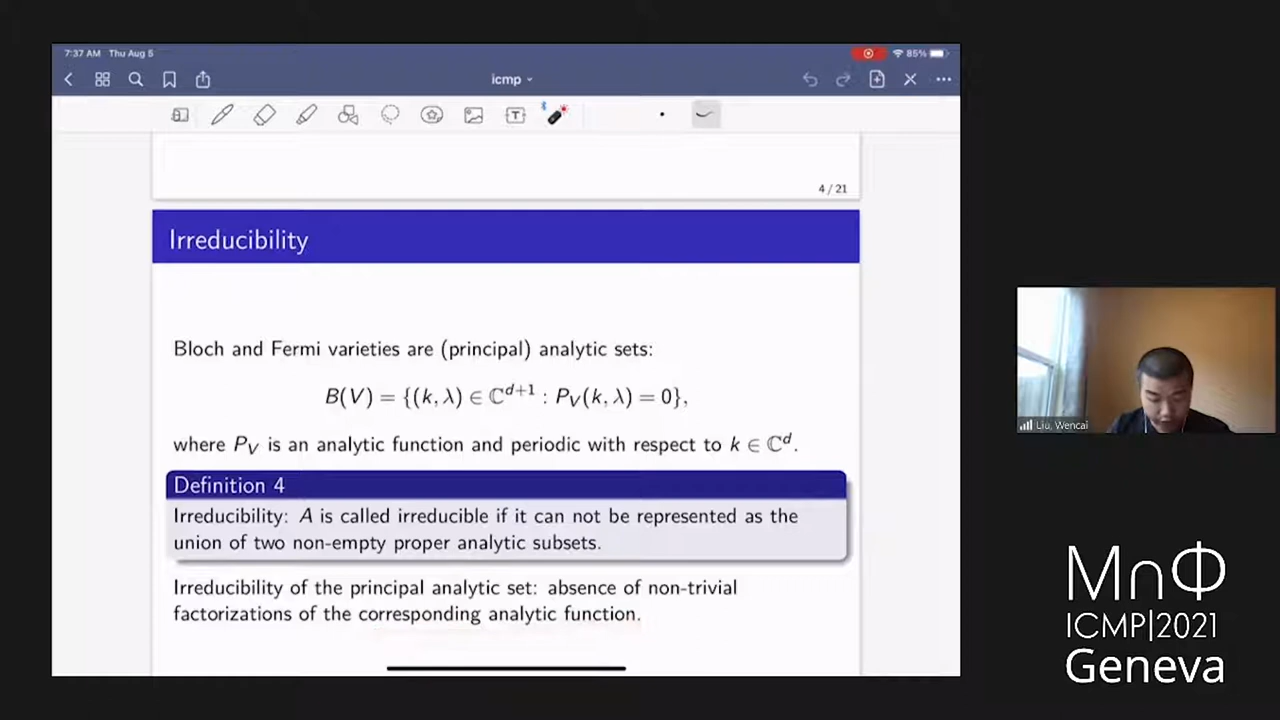 7:37 AM Thu Aug 5
85%
icmp
T
4 / 21
Irreducibility
Bloch and Fermi varieties are (principal) analytic sets:
B(V) = {(k, λ) ∈ ℂᵈ⁺¹ : P_V(k, λ) = 0},
where P_V is an analytic function and periodic with respect to k ∈ ℂᵈ.
Definition 4
Irreducibility: A is called irreducible if it can not be represented as the
union of two non-empty proper analytic subsets.
Irreducibility of the principal analytic set: absence of non-trivial
factorizations of the corresponding analytic function.
Liu, Wencai
MnΦ
ICMP|2021
Geneva